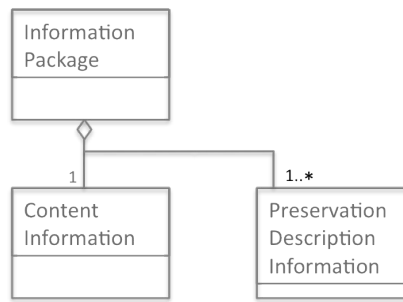 Information
Package
1
1..*
Content
Information
Preservation
Description
Information